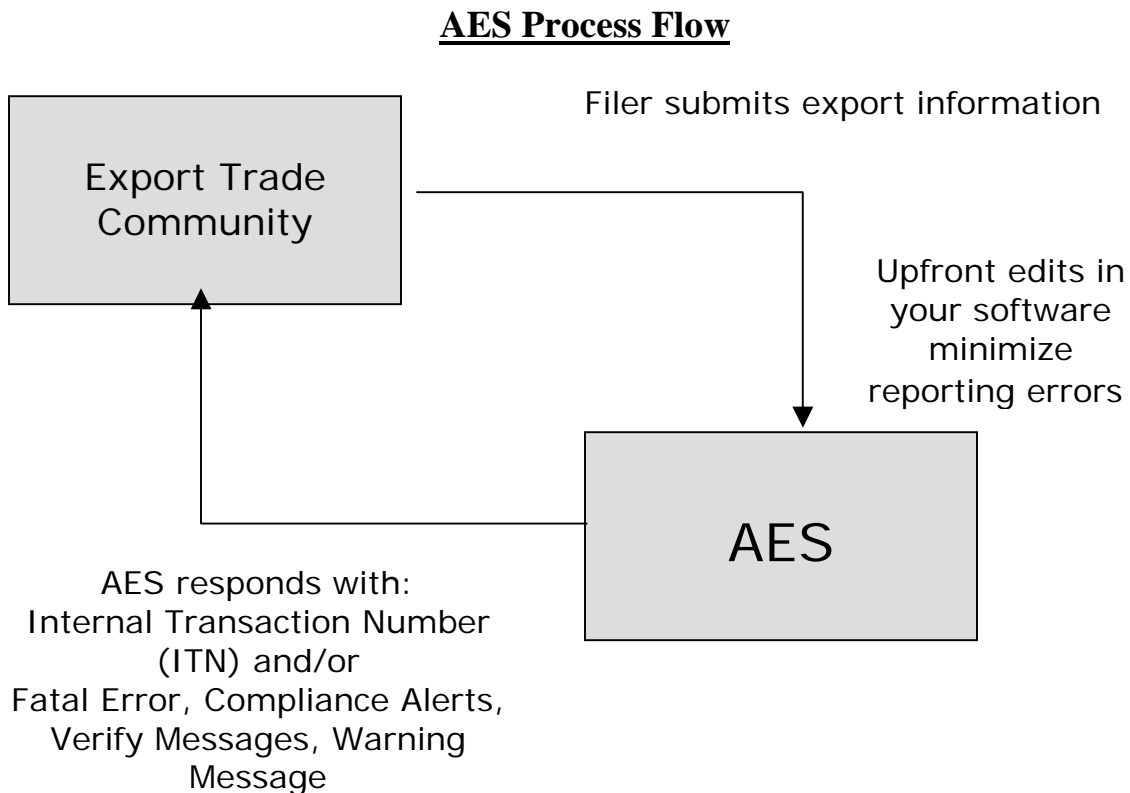 AES Process Flow
Filer submits export information
Export Trade
Community
Upfront edits in
your software
minimize
reporting errors
AES
AES responds with:
Internal Transaction Number
(ITN) and/or
Fatal Error, Compliance Alerts,
Verify Messages, Warning
Message